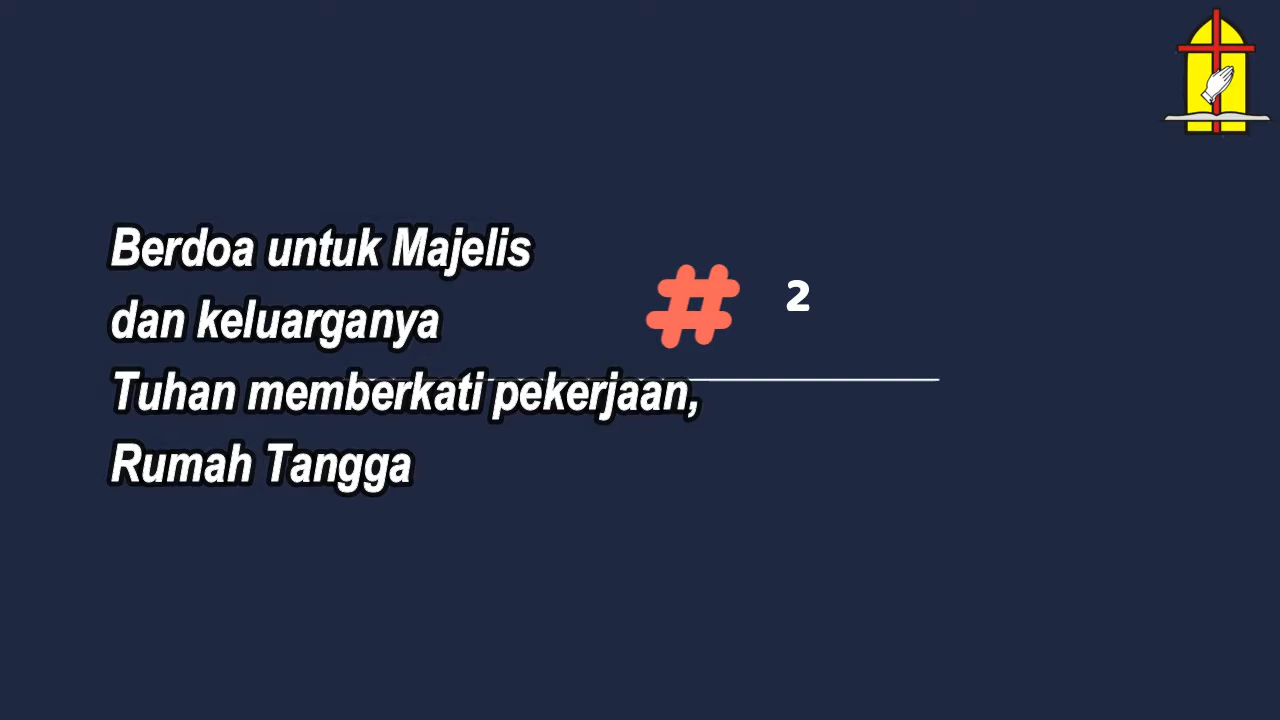 Berdoa untuk Majelis
dan keluarganya
# 2
Tuhan memberkati pekerjaan,
Rumah Tangga